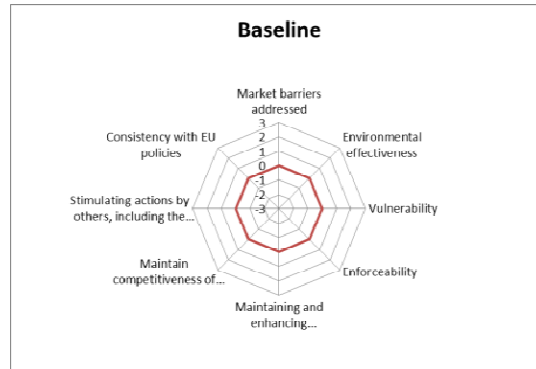 Baseline
Market barriers
addressed
3
2
1
0
-1
-2
-3
Environmental
effectiveness
Vulnerability
Enforceability
Maintaining and
enhancing...
Maintain
competitiveness of...
Stimulating actions by
others, including the...
Consistency with EU
policies